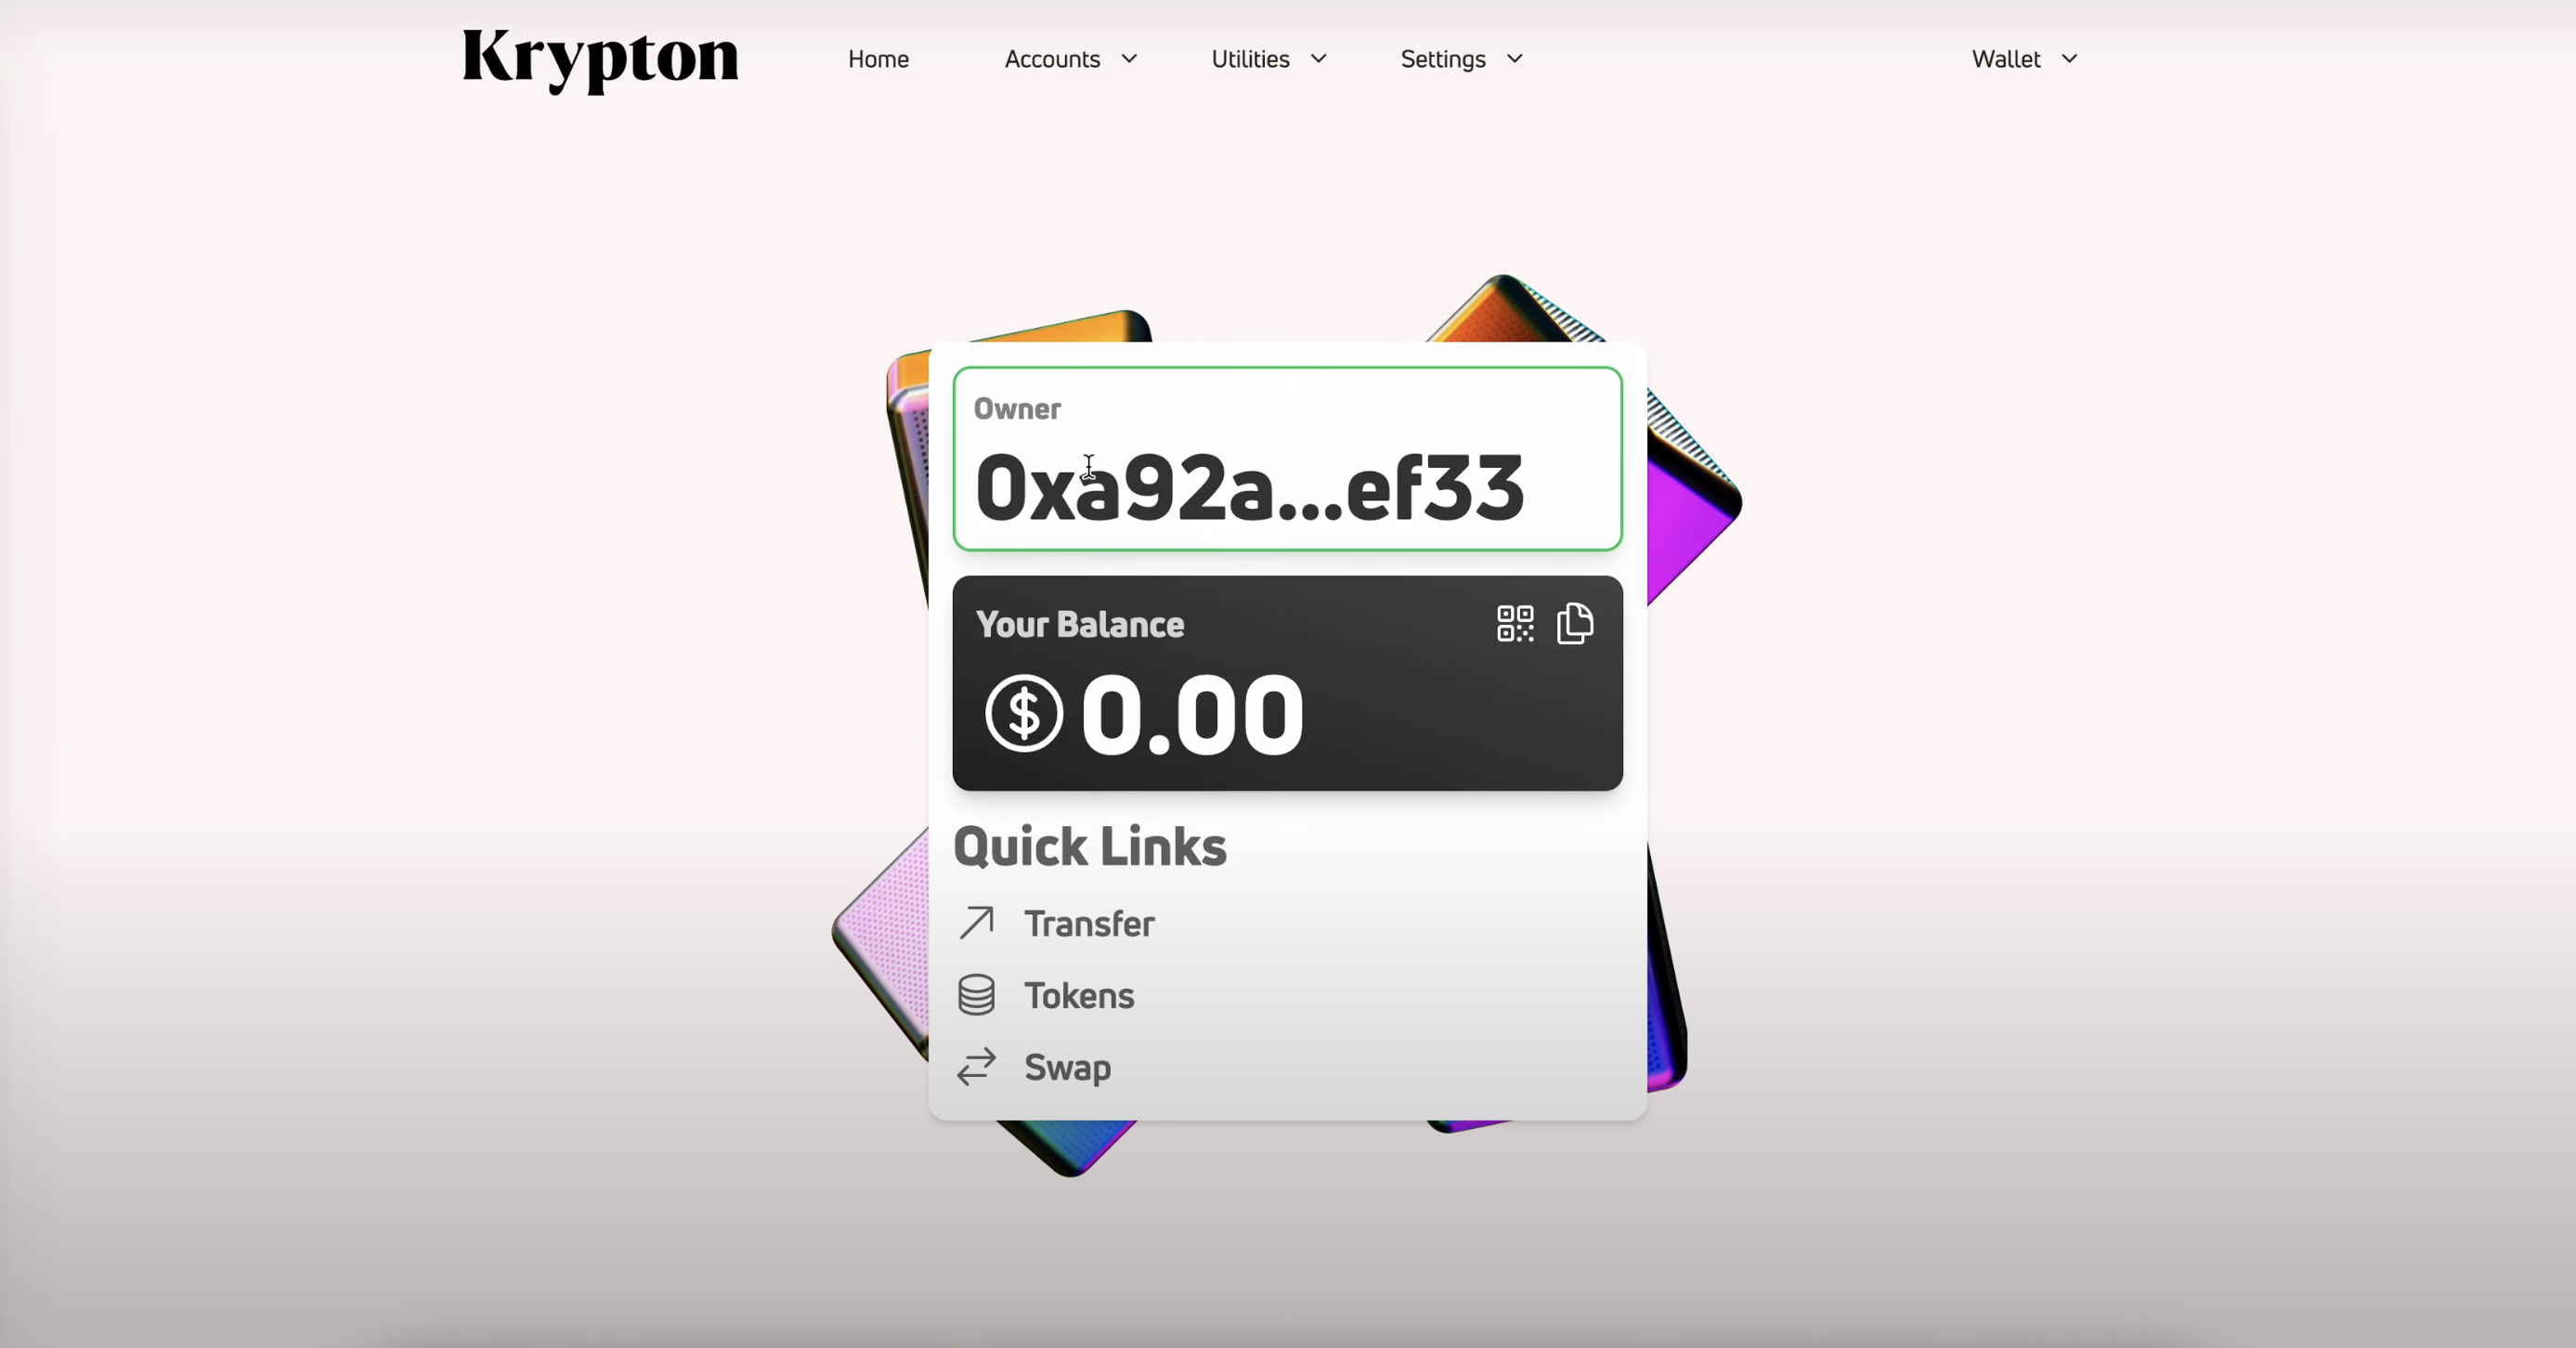 Krypton
Home
Accounts
Utilities
Settings
Wallet
Owner
0xa92a...ef33
Your Balance
$ 0.00
Quick Links
Transfer
Tokens
Swap